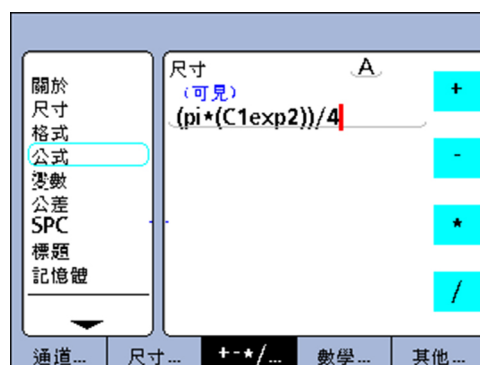 關於
尺寸
格式
公式
變數
公差
SPC
標題
記憶體
尺寸 A
(可見)
(pi*(C1exp2))/4
+
-
*
/
通道... 尺寸... +-*/... 數學... 其他...